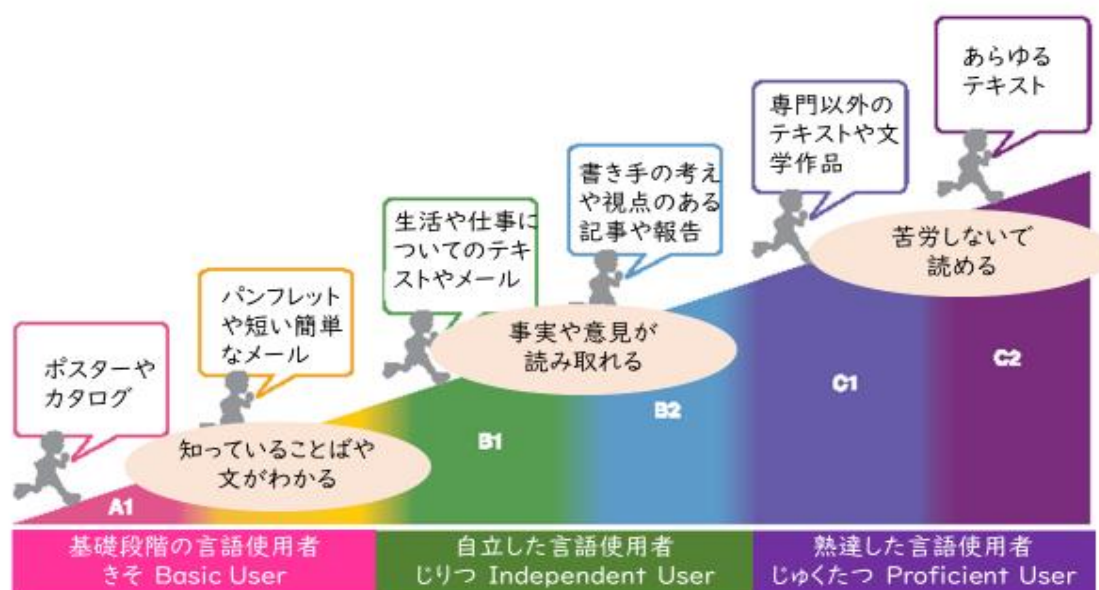 あらゆる
テキスト
専門以外の
テキストや文
学作品
書き手の考え
や視点のある
記事や報告
生活や仕事に
ついてのテキ
ストやメール
パンフレット
や短い簡単
なメール
ポスターや
カタログ
苦労しないで
読める
事実や意見が
読み取れる
知っていることばや
文がわかる
A1
B1
B2
C1
C2
基礎段階の言語使用者
きそ Basic User
自立した言語使用者
じりつ Independent User
熟達した言語使用者
じゅくたつ Proficient User